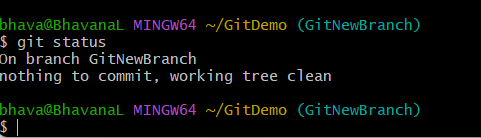 bhava@BhavanaL MINGW64 ~/GitDemo (GitNewBranch)
$ git status
On branch GitNewBranch
nothing to commit, working tree clean
bhava@BhavanaL MINGW64 ~/GitDemo (GitNewBranch)
$